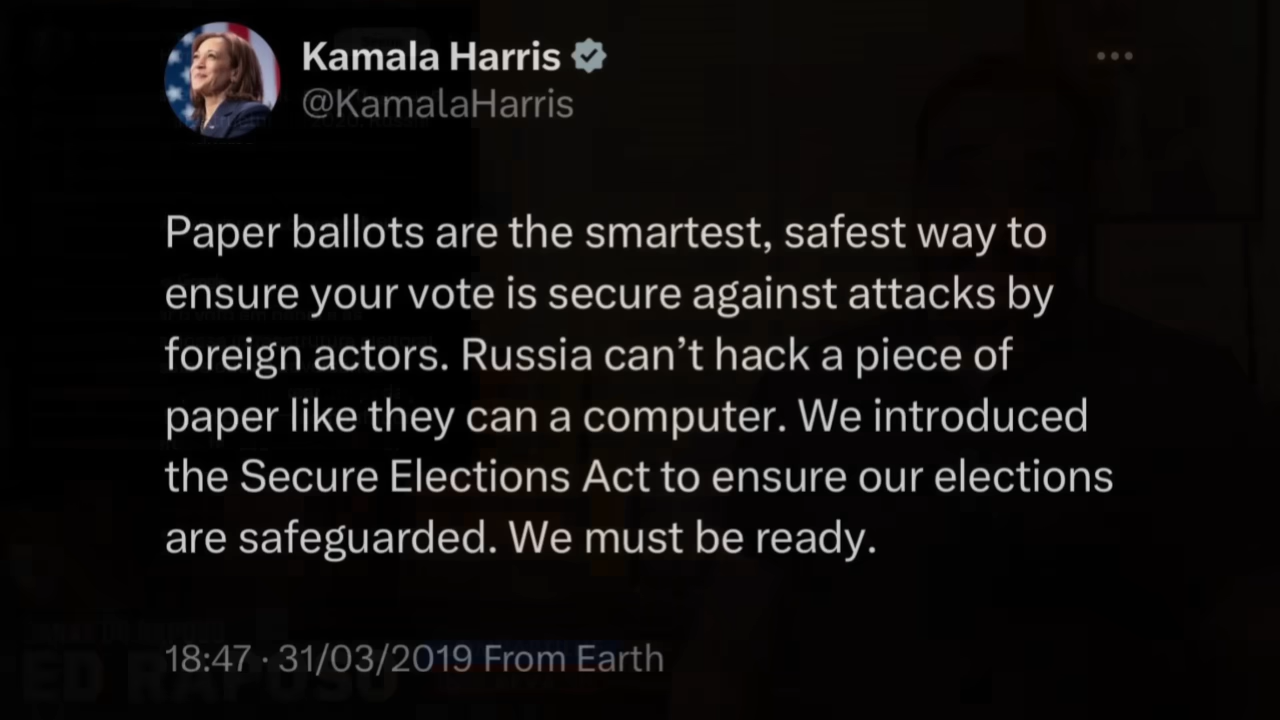 Kamala Harris
@KamalaHarris
Paper ballots are the smartest, safest way to
ensure your vote is secure against attacks by
foreign actors. Russia can’t hack a piece of
paper like they can a computer. We introduced
the Secure Elections Act to ensure our elections
are safeguarded. We must be ready.
18:47 · 31/03/2019 From Earth
ED RAPOSO